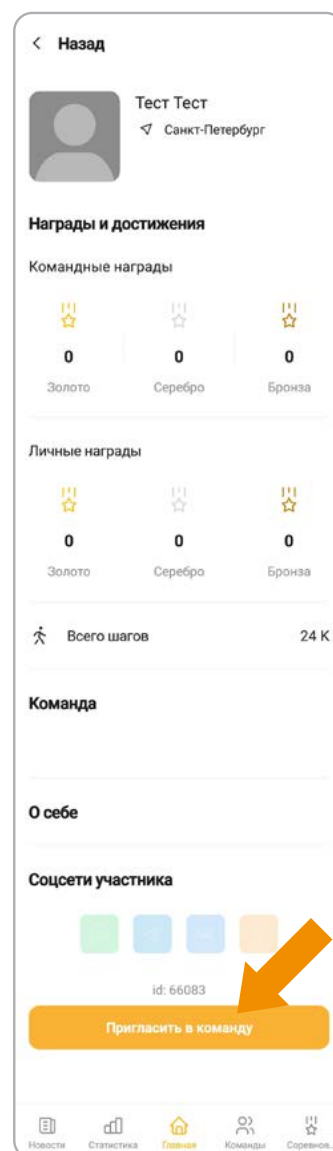 Назад
Тест Тест
Санкт-Петербург
Награды и достижения
Командные награды
0 0 0
Золото Серебро Бронза
Личные награды
0 0 0
Золото Серебро Бронза
Всего шагов 24 K
Команда
О себе
Соцсети участника
id: 66083
Пригласить в команду
Новости Статистика Главная Команды Соревнов...